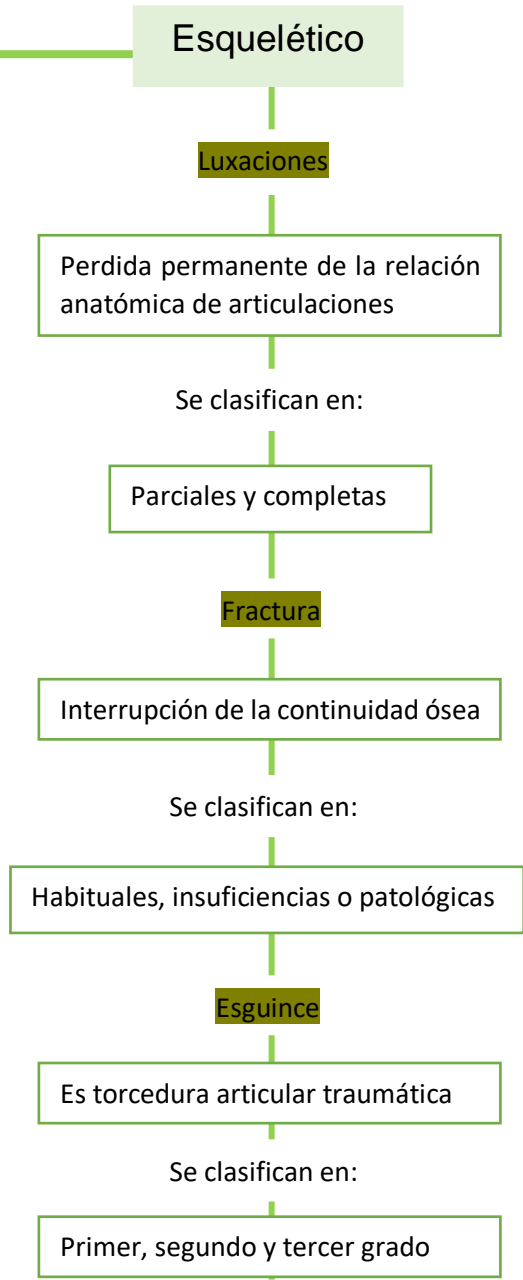 Esquelético
Luxaciones
Perdida permanente de la relación
anatómica de articulaciones
Se clasifican en:
Parciales y completas
Fractura
Interrupción de la continuidad ósea
Se clasifican en:
Habituales, insuficiencias o patológicas
Esguince
Es torcedura articular traumática
Se clasifican en:
Primer, segundo y tercer grado